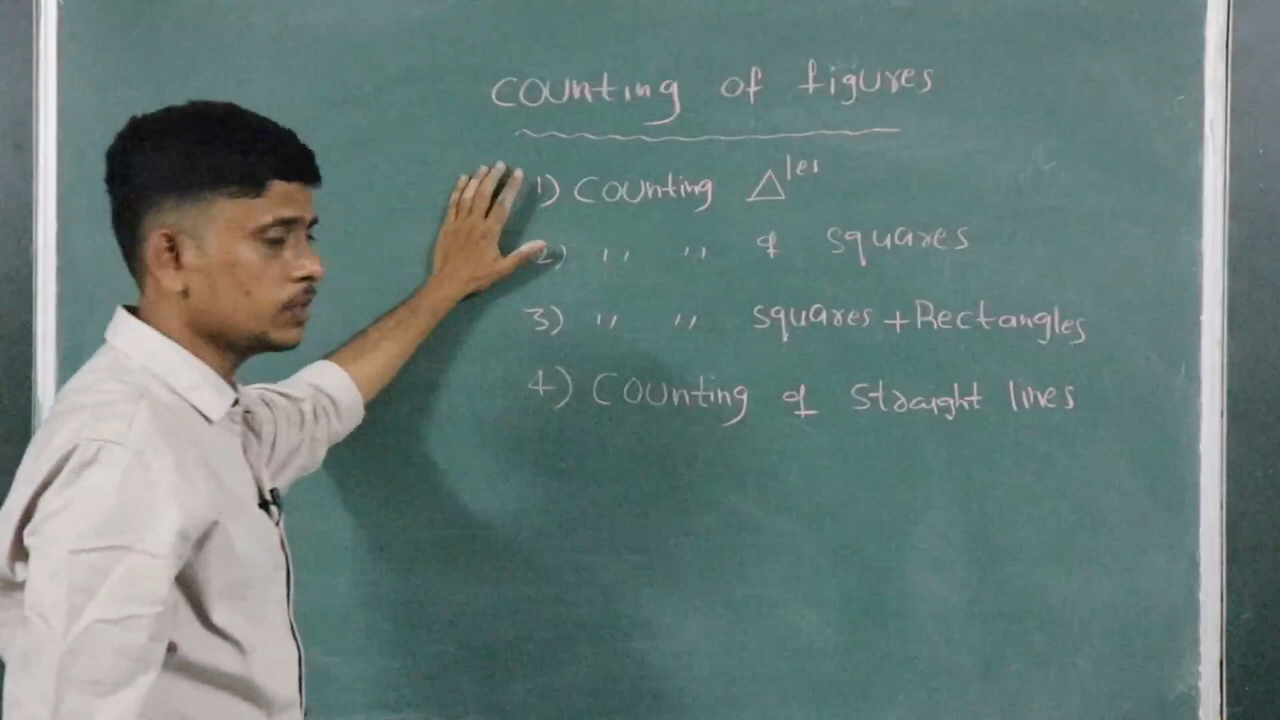 Counting of figures
1) Counting △les
2) ,, ,, of squares
3) ,, ,, squares + Rectangles
4) Counting of straight lines